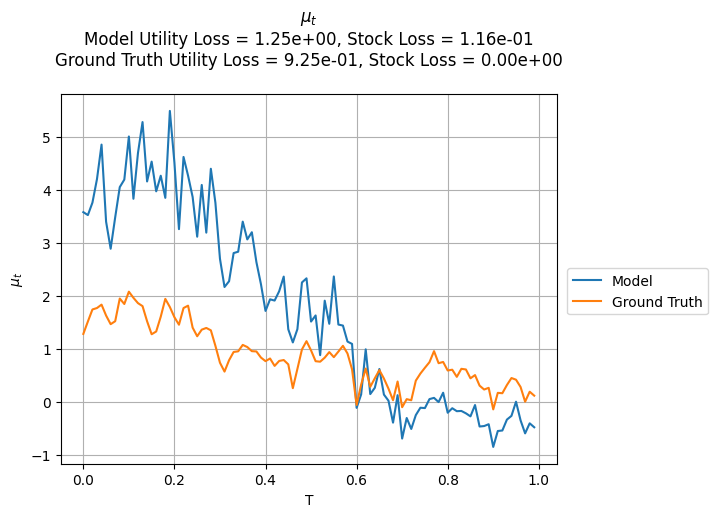 μt
Model Utility Loss = 1.25e+00, Stock Loss = 1.16e-01
Ground Truth Utility Loss = 9.25e-01, Stock Loss = 0.00e+00
5
4
3
2
1
0
−1
μt
0.0
0.2
0.4
0.6
0.8
1.0
T
Model
Ground Truth